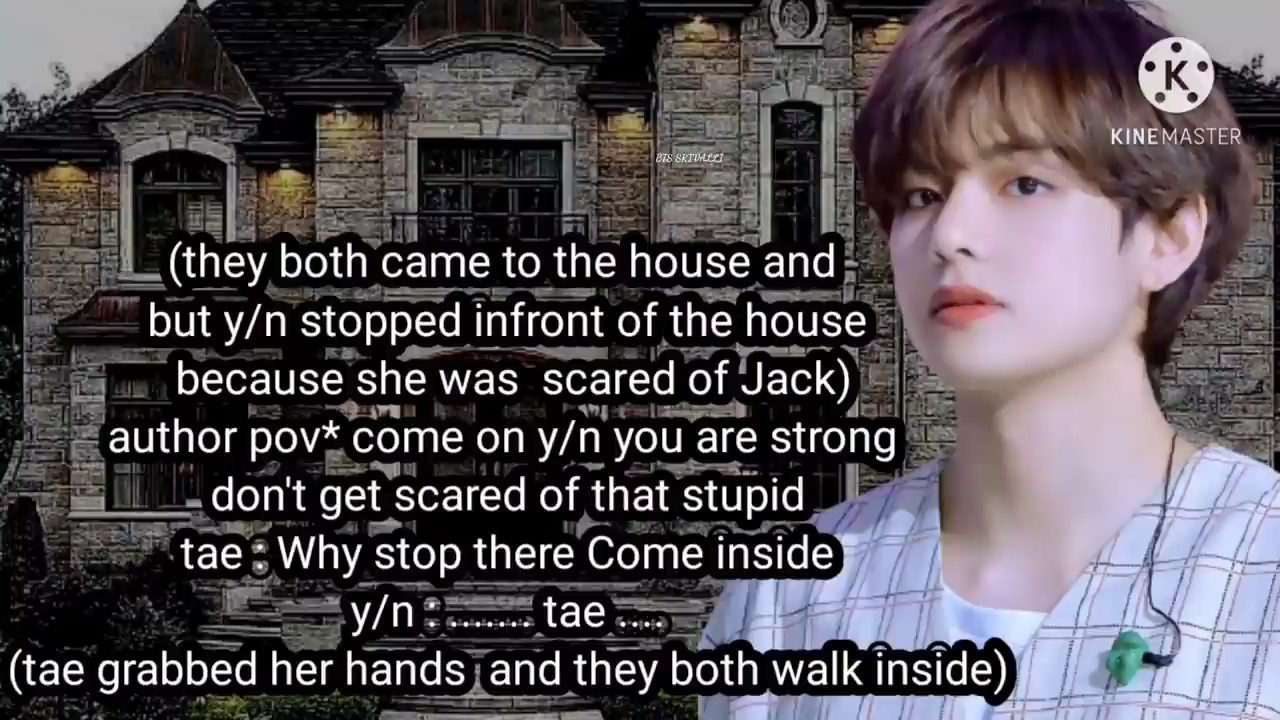 KINEMASTER
(they both came to the house and
but y/n stopped infront of the house
because she was scared of Jack)
author pov* come on y/n you are strong
don't get scared of that stupid
tae : Why stop there Come inside
y/n : ....... tae ....
(tae grabbed her hands and they both walk inside)